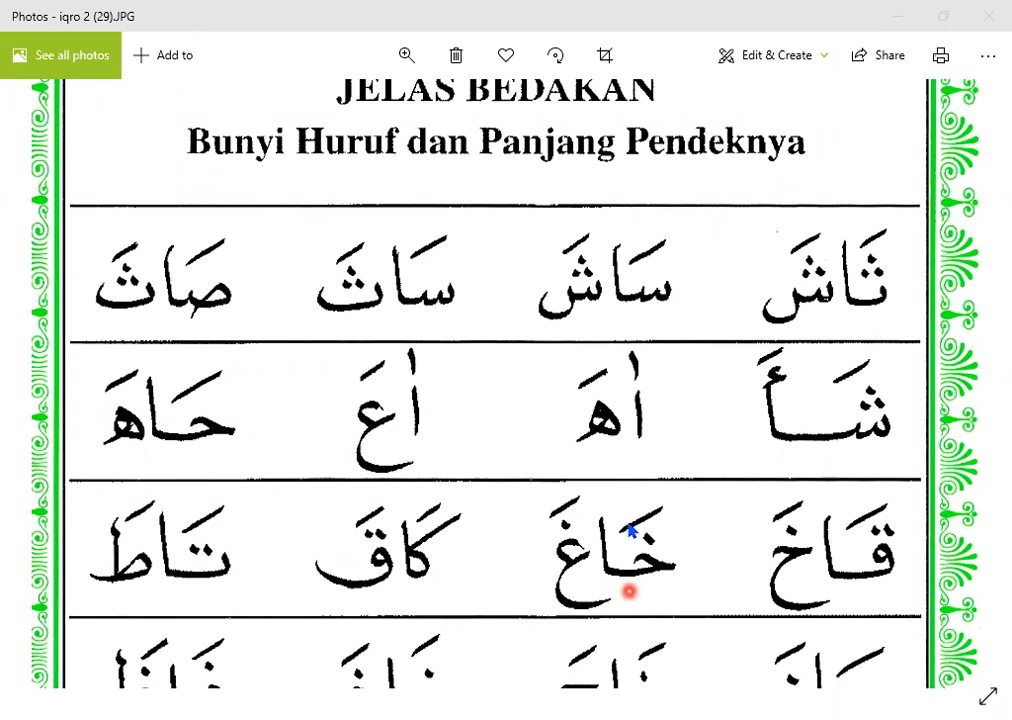 Photos - iqro 2 (29).JPG
See all photos
Add to
Edit & Create
Share
JELAS BEDAKAN
Bunyi Huruf dan Panjang Pendeknya
ثَاشَ سَاشَ سَاثَ صَاثَ
شَـأَ اٰهَ اٰعَ حَاهَ
قَاخَ خَاغَ كَاقَ تَاطَ